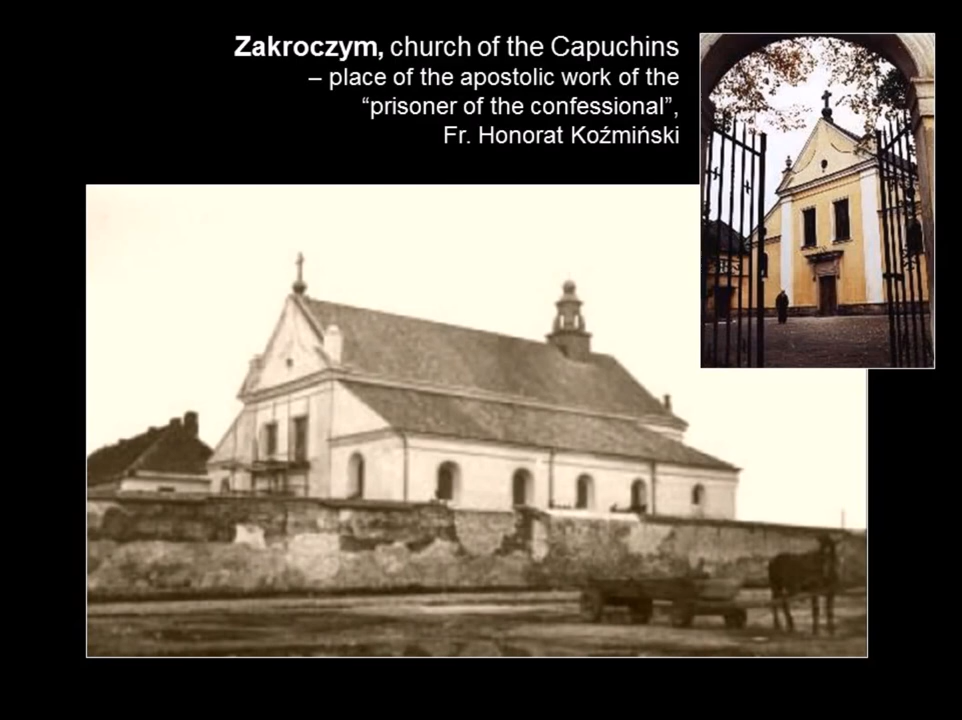 Zakroczym, church of the Capuchins
– place of the apostolic work of the
“prisoner of the confessional”,
Fr. Honorat Koźmiński